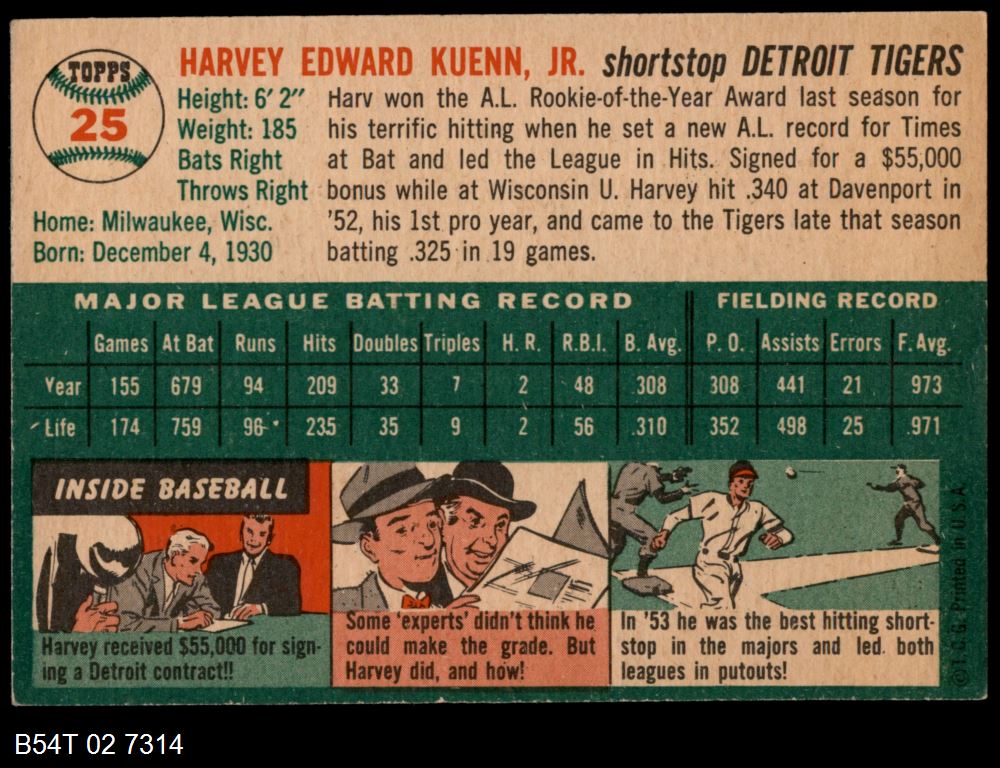 TOPPS
25
HARVEY EDWARD KUENN, JR. shortstop DETROIT TIGERS
Height: 6' 2"
Weight: 185
Bats Right
Throws Right
Home: Milwaukee, Wisc.
Born: December 4, 1930
Harv won the A.L. Rookie-of-the-Year Award last season for
his terrific hitting when he set a new A.L. record for Times
at Bat and led the League in Hits. Signed for a $55,000
bonus while at Wisconsin U. Harvey hit .340 at Davenport in
'52, his 1st pro year, and came to the Tigers late that season
batting .325 in 19 games.
MAJOR LEAGUE BATTING RECORD FIELDING RECORD
Games At Bat Runs Hits Doubles Triples H. R. R.B.I. B. Avg. P. O. Assists Errors F. Avg.
Year 155 679 94 209 33 7 2 48 .308 308 441 21 .973
Life 174 759 96 235 35 9 2 56 .310 352 498 25 .971
INSIDE BASEBALL
Harvey received $55,000 for sign-
ing a Detroit contract!!
Some 'experts' didn't think he
could make the grade. But
Harvey did, and how!
In '53 he was the best hitting short-
stop in the majors and led both
leagues in putouts!
© T.C.G. Printed in U.S.A.
B54T 02 7314